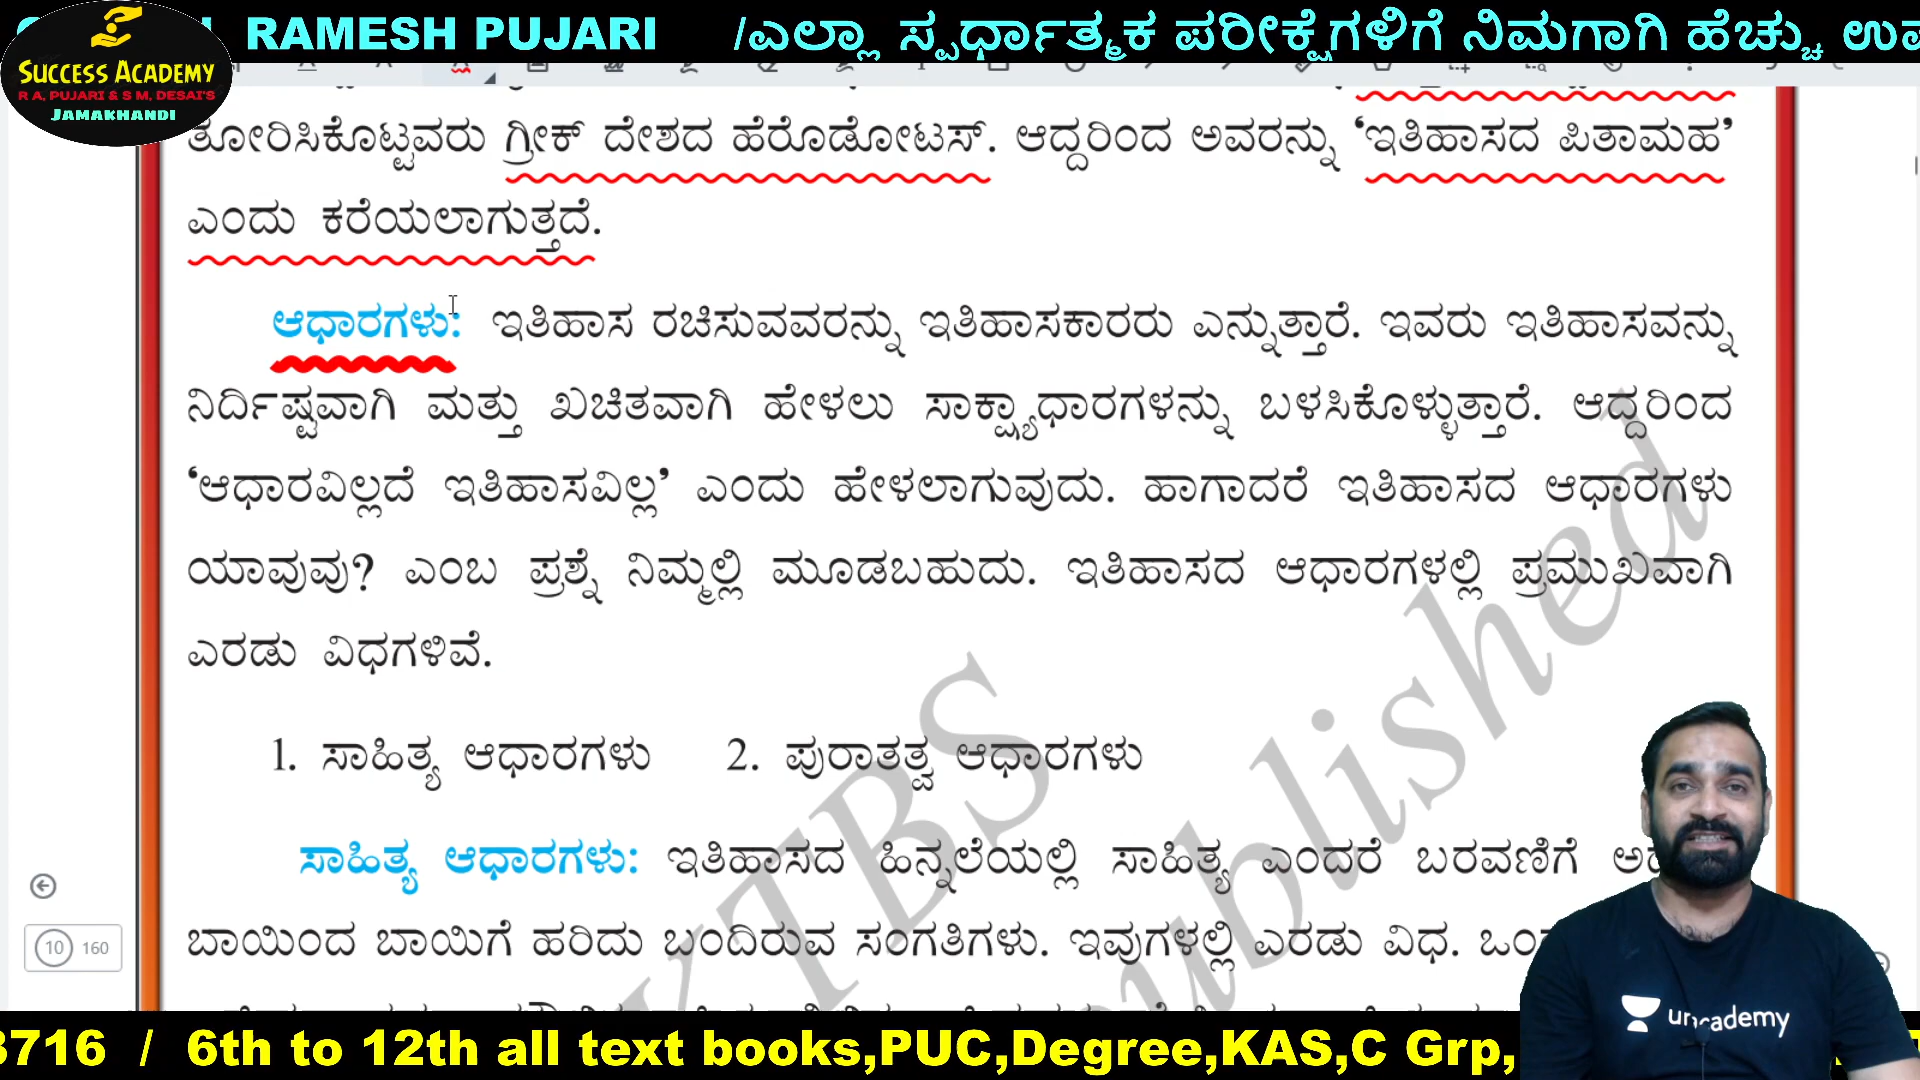 RAMESH PUJARI /ಎಲ್ಲಾ ಸ್ಪರ್ಧಾತ್ಮಕ ಪರೀಕ್ಷೆಗಳಿಗೆ ನಿಮಗಾಗಿ ಹೆಚ್ಚು
SUCCESS ACADEMY
R A, PUJARI & S M, DESAI'S
JAMAKHANDI
ತೋರಿಸಿಕೊಟ್ಟವರು ಗ್ರೀಕ್ ದೇಶದ ಹೆರೊಡೋಟಸ್. ಆದ್ದರಿಂದ ಅವರನ್ನು ‘ಇತಿಹಾಸದ ಪಿತಾಮಹ’
ಎಂದು ಕರೆಯಲಾಗುತ್ತದೆ.
ಆಧಾರಗಳು: ಇತಿಹಾಸ ರಚಿಸುವವರನ್ನು ಇತಿಹಾಸಕಾರರು ಎನ್ನುತ್ತಾರೆ. ಇವರು ಇತಿಹಾಸವನ್ನು
ನಿರ್ದಿಷ್ಟವಾಗಿ ಮತ್ತು ಖಚಿತವಾಗಿ ಹೇಳಲು ಸಾಕ್ಷ್ಯಾಧಾರಗಳನ್ನು ಬಳಸಿಕೊಳ್ಳುತ್ತಾರೆ. ಆದ್ದರಿಂದ
‘ಆಧಾರವಿಲ್ಲದೆ ಇತಿಹಾಸವಿಲ್ಲ’ ಎಂದು ಹೇಳಲಾಗುವುದು. ಹಾಗಾದರೆ ಇತಿಹಾಸದ ಆಧಾರಗಳು
ಯಾವುವು? ಎಂಬ ಪ್ರಶ್ನೆ ನಿಮ್ಮಲ್ಲಿ ಮೂಡಬಹುದು. ಇತಿಹಾಸದ ಆಧಾರಗಳಲ್ಲಿ ಪ್ರಮುಖವಾಗಿ
ಎರಡು ವಿಧಗಳಿವೆ.
1. ಸಾಹಿತ್ಯ ಆಧಾರಗಳು 2. ಪುರಾತತ್ವ ಆಧಾರಗಳು
ಸಾಹಿತ್ಯ ಆಧಾರಗಳು: ಇತಿಹಾಸದ ಹಿನ್ನಲೆಯಲ್ಲಿ ಸಾಹಿತ್ಯ ಎಂದರೆ ಬರವಣಿಗೆ
ಬಾಯಿಂದ ಬಾಯಿಗೆ ಹರಿದು ಬಂದಿರುವ ಸಂಗತಿಗಳು. ಇವುಗಳಲ್ಲಿ ಎರಡು ವಿಧ.
KTBS
published
10 160
unacademy
3716 / 6th to 12th all text books,PUC,Degree,KAS,C Grp,